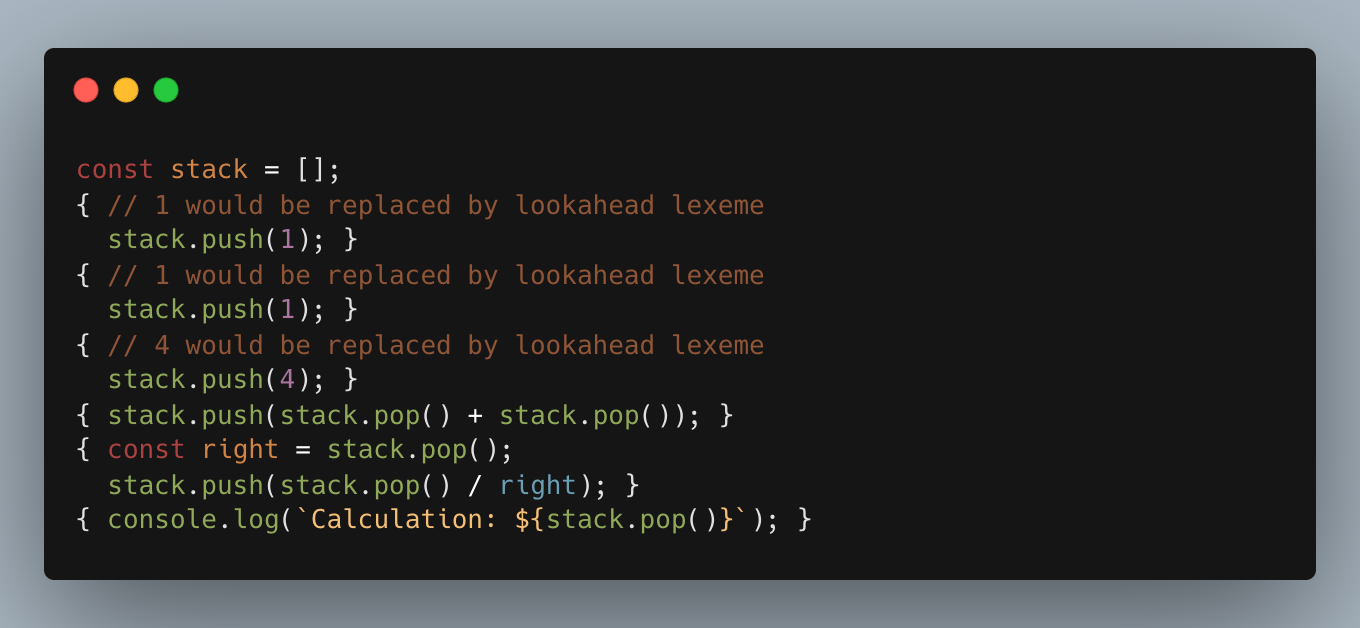 const stack = [];
{ // 1 would be replaced by lookahead lexeme
  stack.push(1); }
{ // 1 would be replaced by lookahead lexeme
  stack.push(1); }
{ // 4 would be replaced by lookahead lexeme
  stack.push(4); }
{ stack.push(stack.pop() + stack.pop()); }
{ const right = stack.pop();
  stack.push(stack.pop() / right); }
{ console.log(`Calculation: ${stack.pop()}`); }